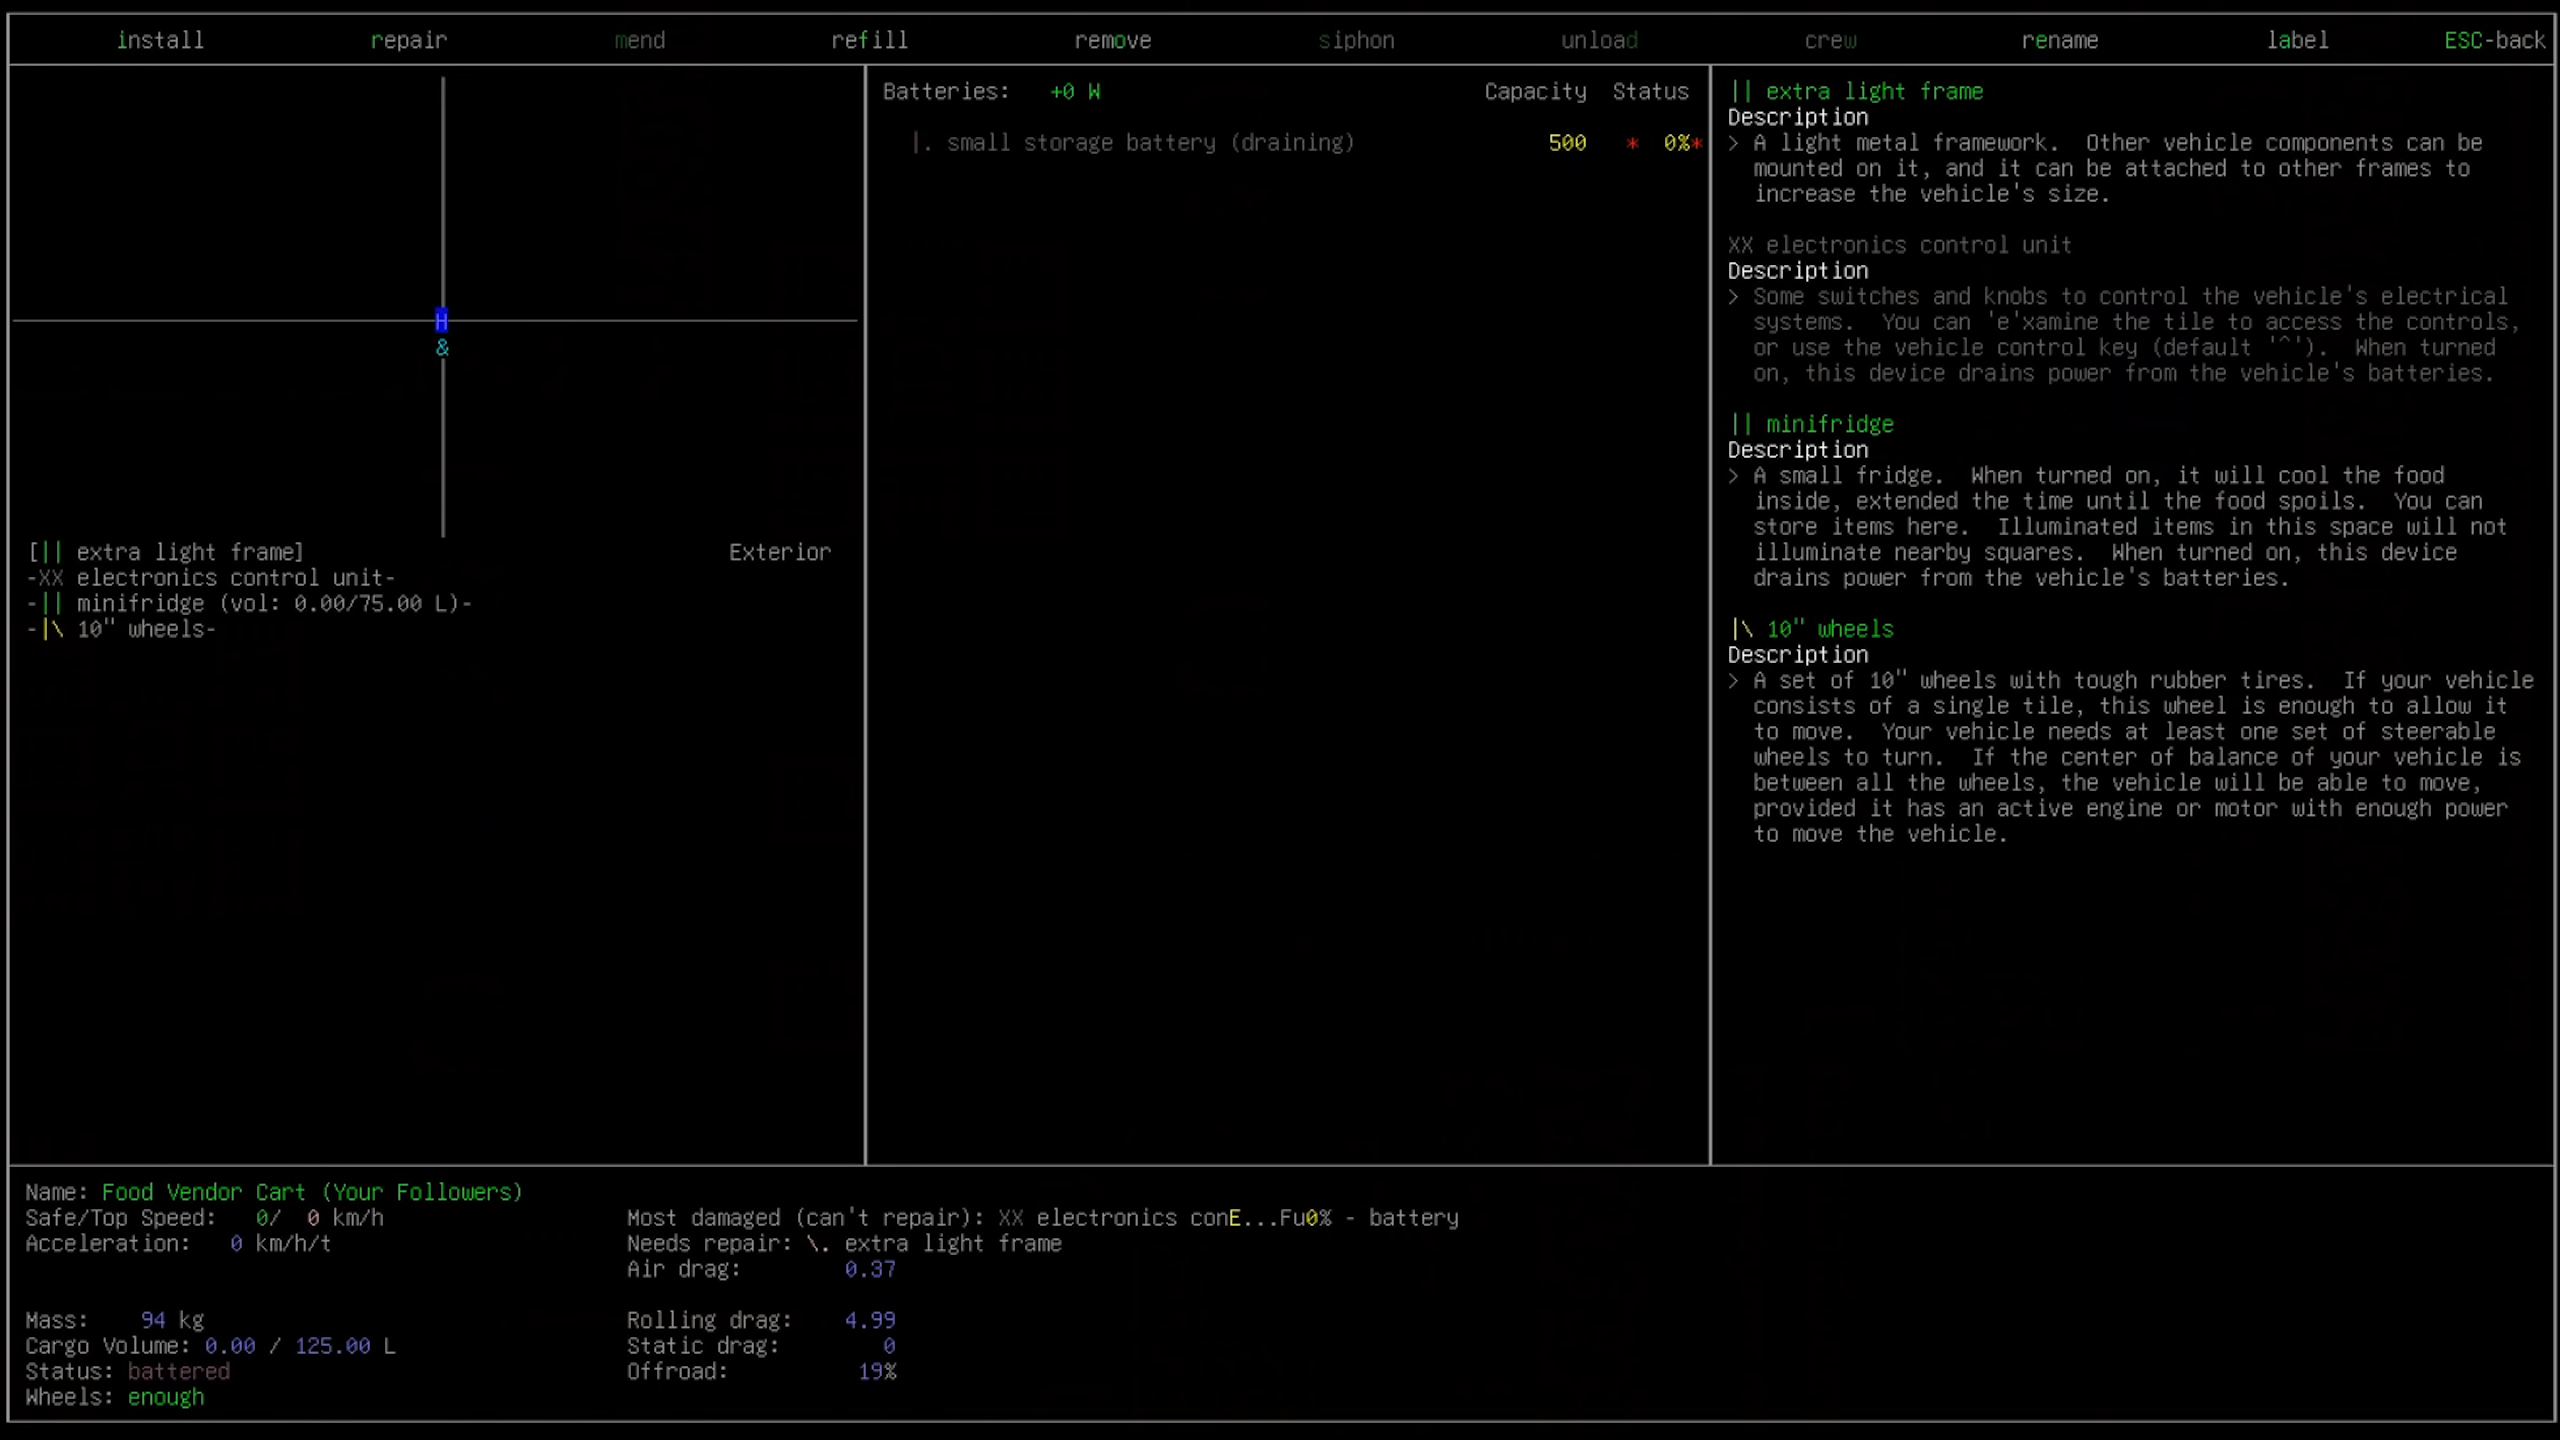 install repair mend refill remove siphon unload crew rename label ESC-back
H
&
[|| extra light frame] Exterior
-XX electronics control unit-
-|| minifridge (vol: 0.00/75.00 L)-
-|\ 10" wheels-
Batteries: +0 W Capacity Status
|. small storage battery (draining) 500 * 0%*
|| extra light frame
Description
> A light metal framework. Other vehicle components can be
mounted on it, and it can be attached to other frames to
increase the vehicle's size.
XX electronics control unit
Description
> Some switches and knobs to control the vehicle's electrical
systems. You can 'e'xamine the tile to access the controls,
or use the vehicle control key (default '^'). When turned
on, this device drains power from the vehicle's batteries.
|| minifridge
Description
> A small fridge. When turned on, it will cool the food
inside, extended the time until the food spoils. You can
store items here. Illuminated items in this space will not
illuminate nearby squares. When turned on, this device
drains power from the vehicle's batteries.
|\ 10" wheels
Description
> A set of 10" wheels with tough rubber tires. If your vehicle
consists of a single tile, this wheel is enough to allow it
to move. Your vehicle needs at least one set of steerable
wheels to turn. If the center of balance of your vehicle is
between all the wheels, the vehicle will be able to move,
provided it has an active engine or motor with enough power
to move the vehicle.
Name: Food Vendor Cart (Your Followers)
Safe/Top Speed: 0/ 0 km/h
Acceleration: 0 km/h/t
Mass: 94 kg
Cargo Volume: 0.00 / 125.00 L
Status: battered
Wheels: enough
Most damaged (can't repair): XX electronics conE...Fu0% - battery
Needs repair: \. extra light frame
Air drag: 0.37
Rolling drag: 4.99
Static drag: 0
Offroad: 19%